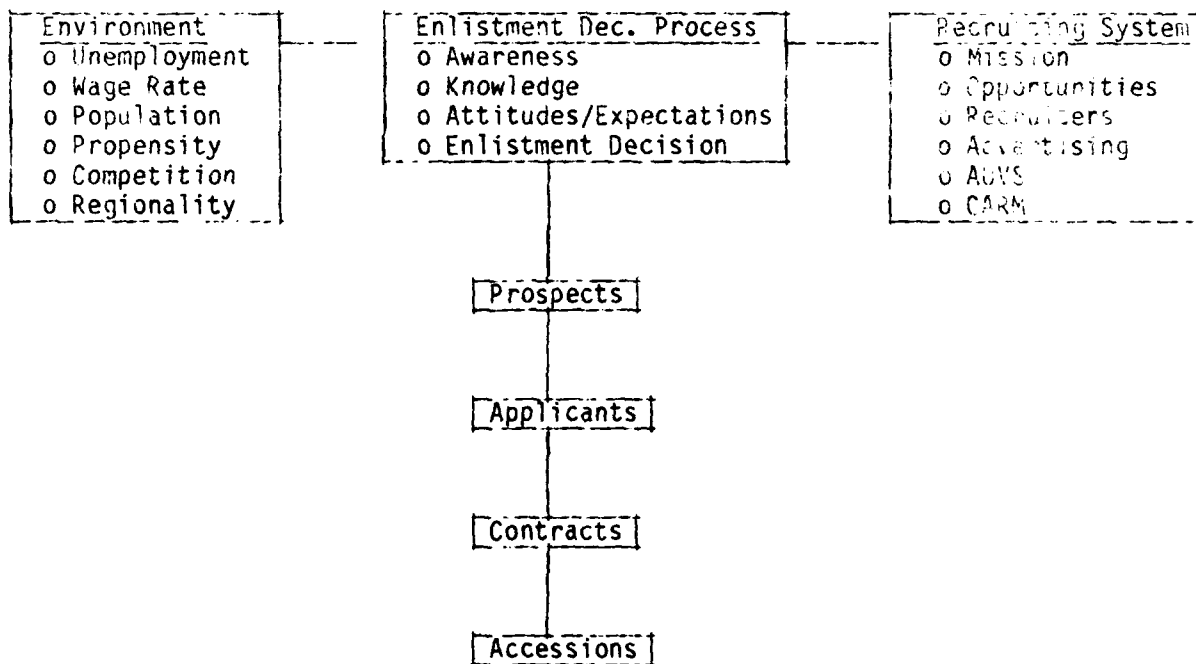 Environment
o Unemployment
o Wage Rate
o Population
o Propensity
o Competition
o Regionality
Enlistment Dec. Process
o Awareness
o Knowledge
o Attitudes/Expectations
o Enlistment Decision
Recruiting System
o Mission
o Opportunities
o Recruiters
o Advertising
o
o CARM
Prospects
Applicants
Contracts
Accessions